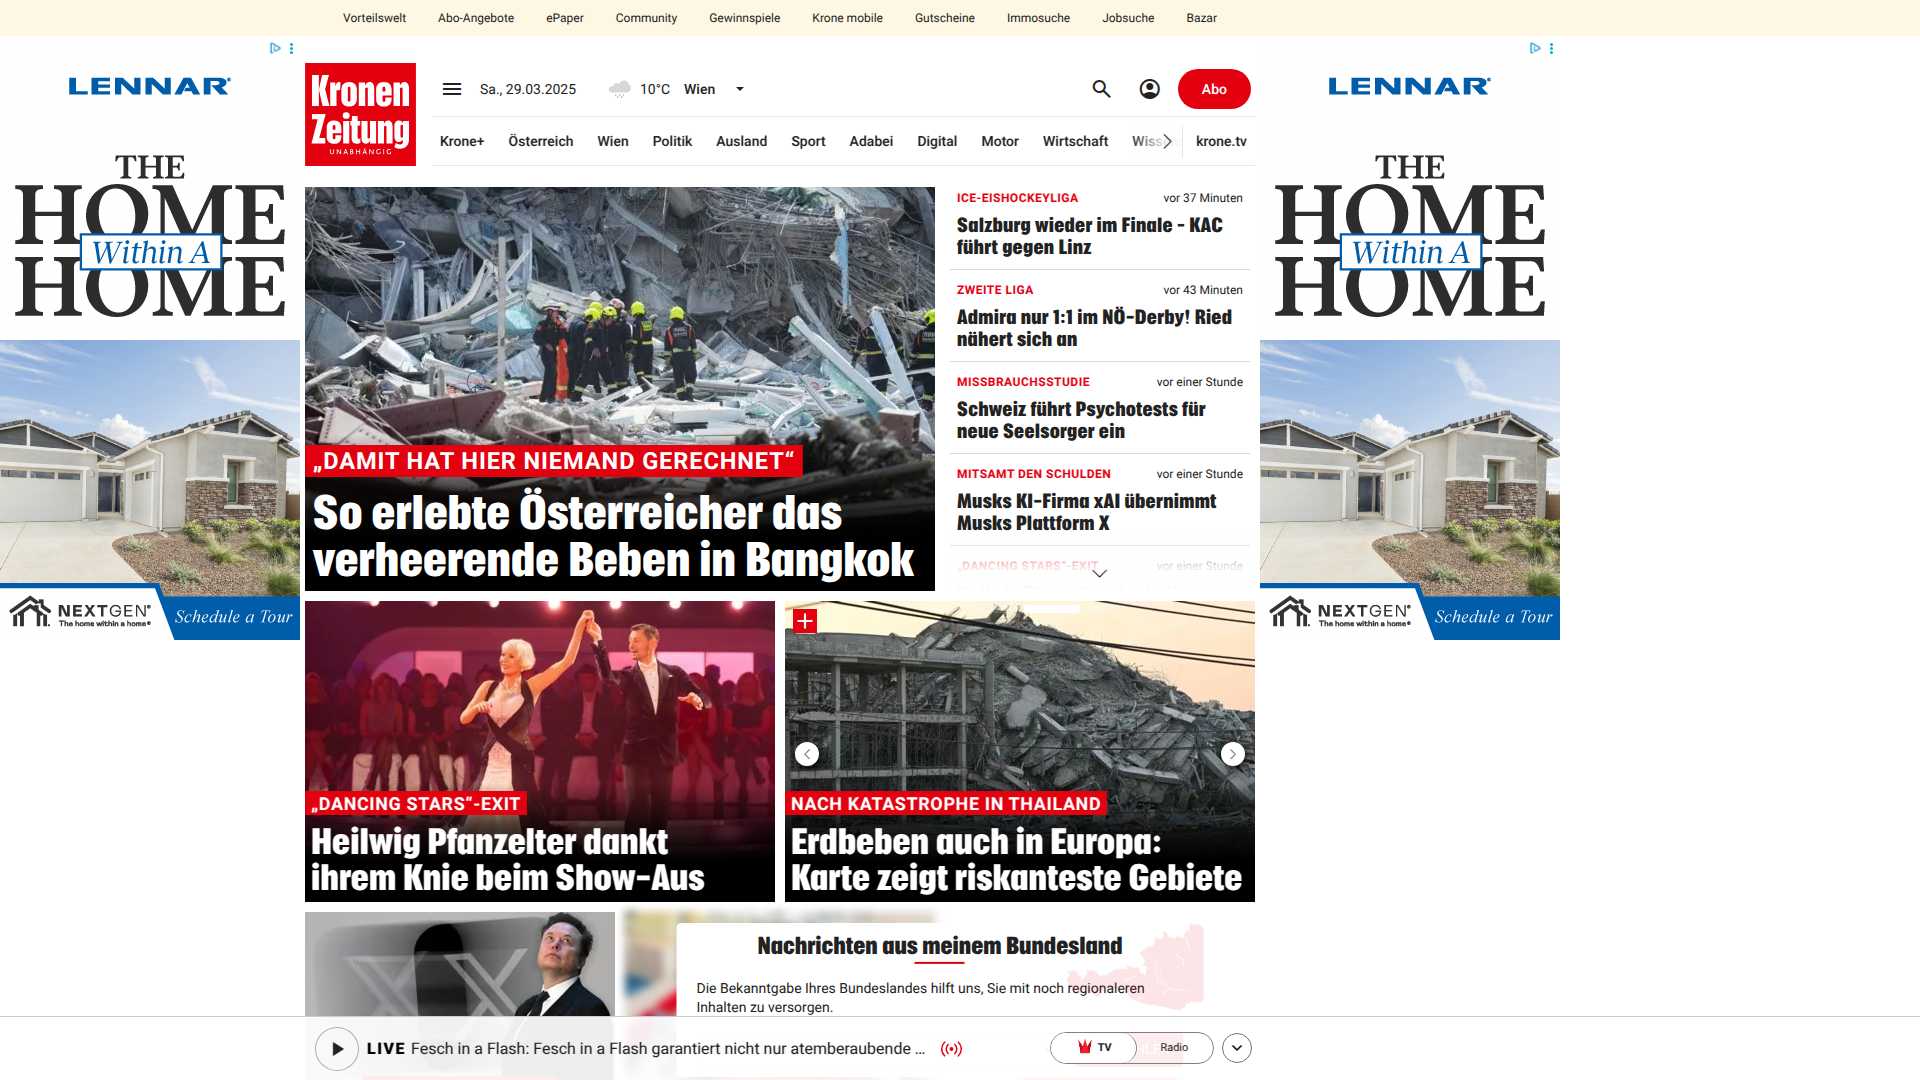 Vorteilswelt Abo-Angebote ePaper Community Gewinnspiele Krone mobile Gutscheine Immosuche Jobsuche Bazar
LENNAR
THE
HOME
Within A
HOME
NEXTGEN
The home within a home
Schedule a Tour
Kronen
Zeitung
UNABHÄNGIG
Sa., 29.03.2025 10°C Wien
Abo
Krone+ Österreich Wien Politik Ausland Sport Adabei Digital Motor Wirtschaft Wiss krone.tv
„DAMIT HAT HIER NIEMAND GERECHNET“
So erlebte Österreicher das
verheerende Beben in Bangkok
ICE-EISHOCKEYLIGA vor 37 Minuten
Salzburg wieder im Finale - KAC
führt gegen Linz
ZWEITE LIGA vor 43 Minuten
Admira nur 1:1 im NÖ-Derby! Ried
nähert sich an
MISSBRAUCHSSTUDIE vor einer Stunde
Schweiz führt Psychotests für
neue Seelsorger ein
MITSAMT DEN SCHULDEN vor einer Stunde
Musks KI-Firma xAI übernimmt
Musks Plattform X
„DANCING STARS“-EXIT vor einer Stunde
„DANCING STARS“-EXIT
Heilwig Pfanzelter dankt
ihrem Knie beim Show-Aus
NACH KATASTROPHE IN THAILAND
Erdbeben auch in Europa:
Karte zeigt riskanteste Gebiete
Nachrichten aus meinem Bundesland
Die Bekanntgabe Ihres Bundeslandes hilft uns, Sie mit noch regionaleren
Inhalten zu versorgen.
LIVE Fesch in a Flash: Fesch in a Flash garantiert nicht nur atemberaubende ...
TV Radio
LENNAR
THE
HOME
Within A
HOME
NEXTGEN
The home within a home
Schedule a Tour